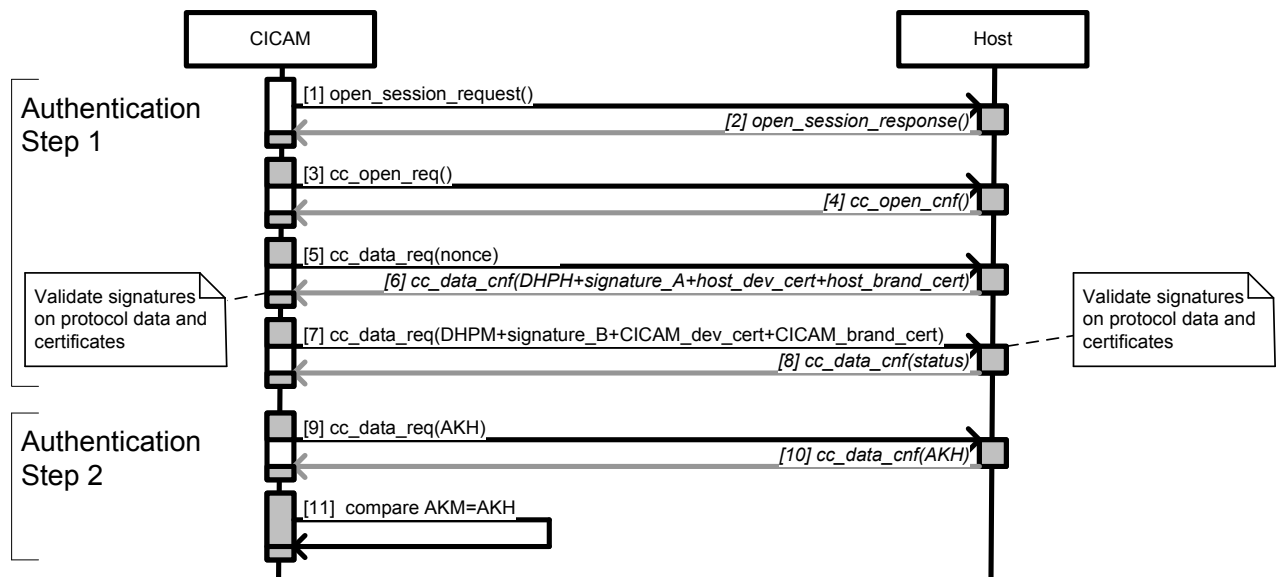 CICAM
Host
Authentication
Step 1
[1] open_session_request()
[2] open_session_response()
[3] cc_open_req()
[4] cc_open_cnf()
[5] cc_data_req(nonce)
[6] cc_data_cnf(DHPH+signature_A+host_dev_cert+host_brand_cert)
Validate signatures
on protocol data and
certificates
[7] cc_data_req(DHPM+signature_B+CICAM_dev_cert+CICAM_brand_cert)
[8] cc_data_cnf(status)
Validate signatures
on protocol data and
certificates
Authentication
Step 2
[9] cc_data_req(AKH)
[10] cc_data_cnf(AKH)
[11] compare AKM=AKH